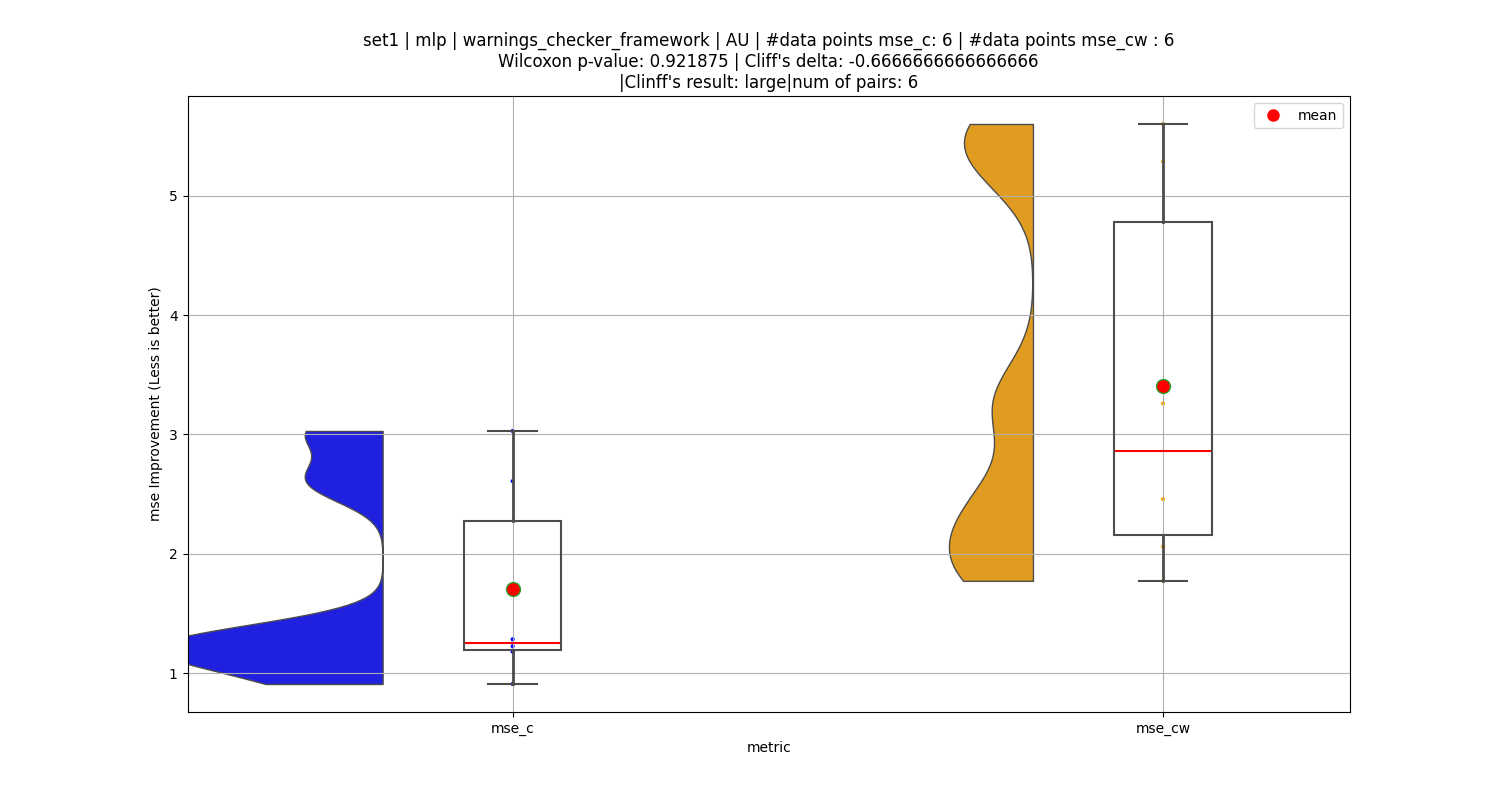 set1 | mlp | warnings_checker_framework | AU | #data points mse_c: 6 | #data points mse_cw : 6
Wilcoxon p-value: 0.921875 | Cliff's delta: -0.6666666666666666
|Clinff's result: large|num of pairs: 6
mean
mse Improvement (Less is better)
5
4
3
2
1
mse_c
mse_cw
metric